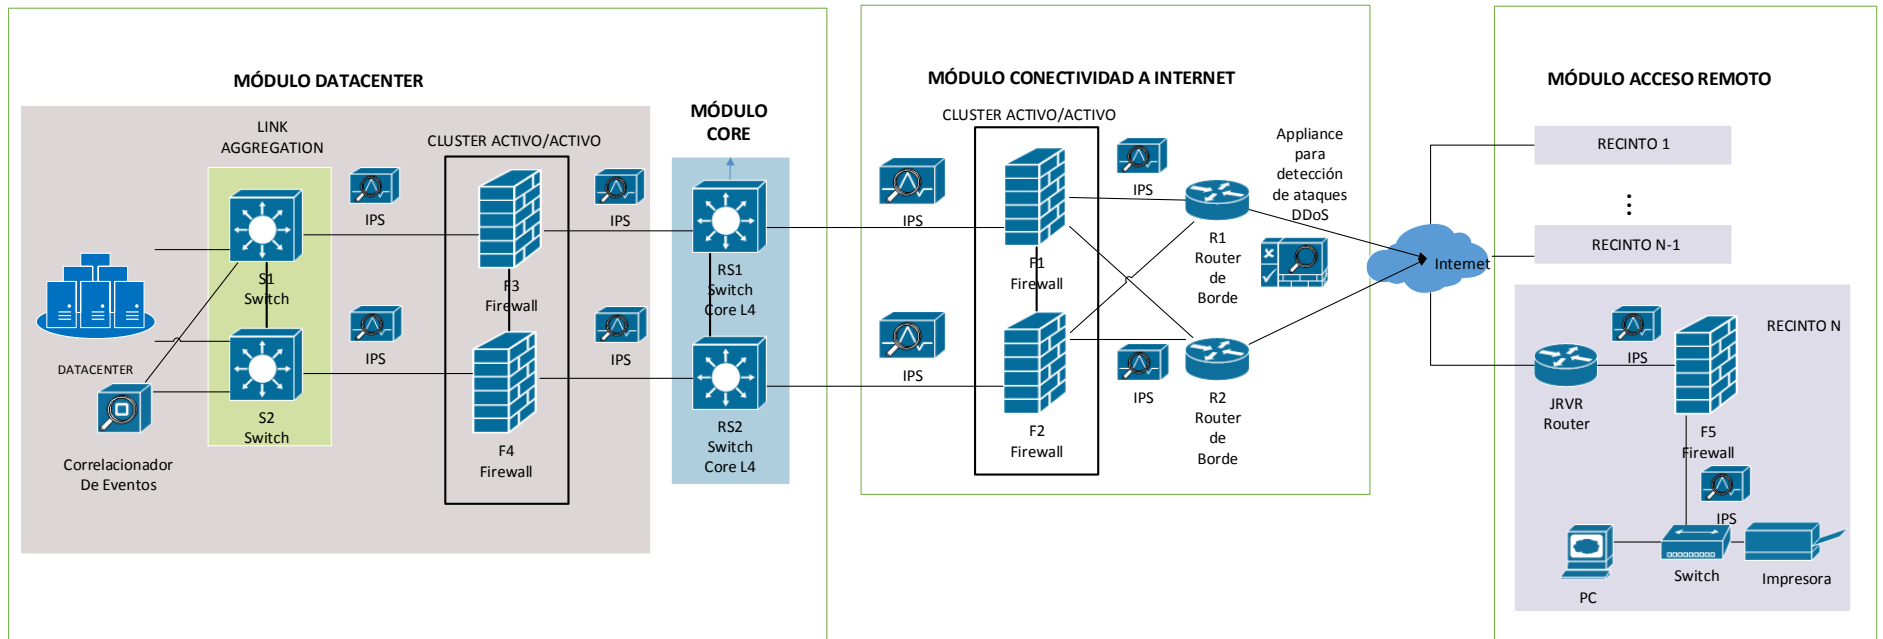 MÓDULO DATACENTER
LINK
AGGREGATION
CLUSTER ACTIVO/ACTIVO
IPS
IPS
S1
Switch
F3
Firewall
IPS
IPS
DATACENTER
S2
Switch
F4
Firewall
Correlacionador
De Eventos
MÓDULO
CORE
RS1
Switch
Core L4
RS2
Switch
Core L4
MÓDULO CONECTIVIDAD A INTERNET
CLUSTER ACTIVO/ACTIVO
IPS
IPS
F1
Firewall
R1
Router
de
Borde
Appliance
para
detección
de ataques
DDoS
IPS
IPS
F2
Firewall
R2
Router
de
Borde
Internet
MÓDULO ACCESO REMOTO
RECINTO 1
⋮
RECINTO N-1
RECINTO N
IPS
JRVR
Router
F5
Firewall
IPS
Switch
Impresora
PC